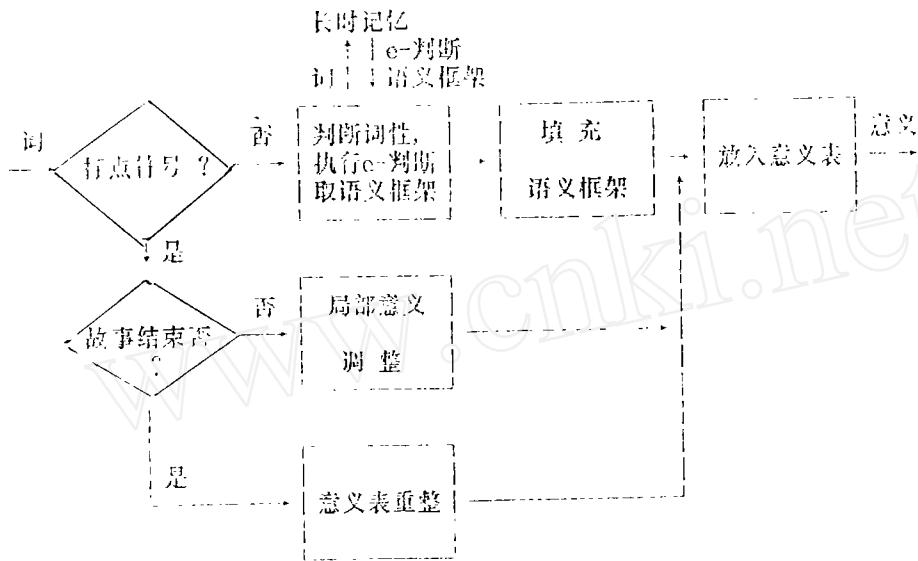 长时记忆
e-判断
词
语义框架
词
否
判断词性,
执行e-判断
取语义框架
填 充
语义框架
放入意义表
意义
标点符号 ?
是
故事结束否
?
否
局部意义
调 整
是
意义表重整
www.cnki.net